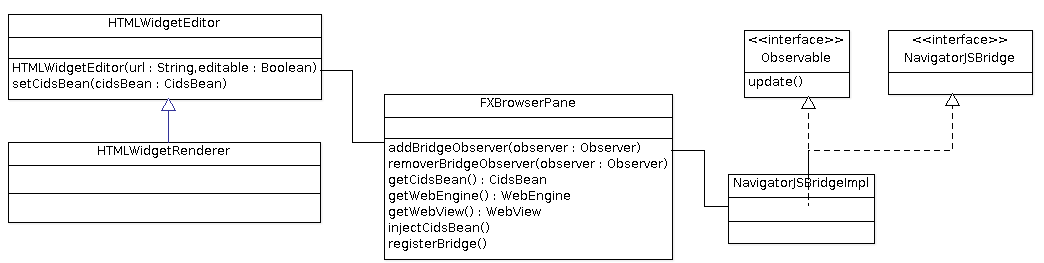 HTMLWidgetEditor
HTMLWidgetEditor(url : String,editable : Boolean)
setCidsBean(cidsBean : CidsBean)
HTMLWidgetRenderer
FXBrowserPane
addBridgeObserver(observer : Observer)
removerBridgeObserver(observer : Observer)
getCidsBean() : CidsBean
getWebEngine() : WebEngine
getWebView() : WebView
injectCidsBean()
registerBridge()
<<interface>>
Observable
update()
<<interface>>
NavigatorJSBridge
NavigatorJSBridgeImpl